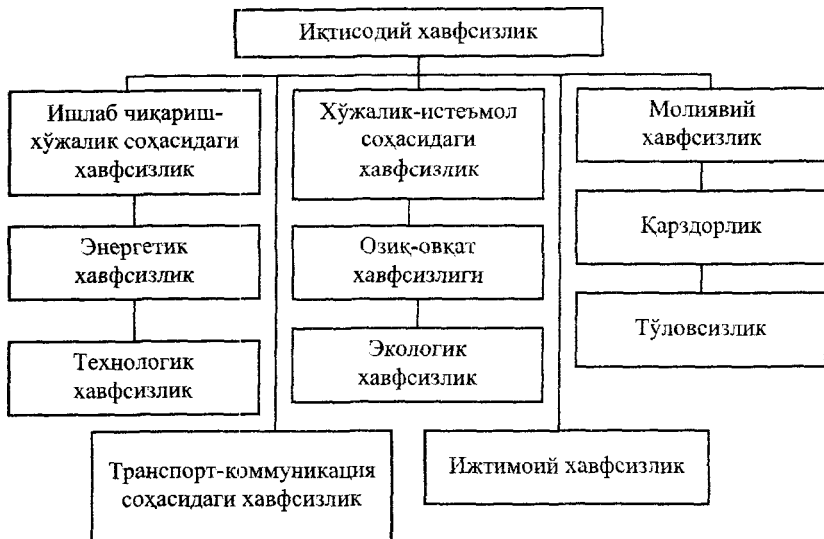 Иқтисодий хавфсизлик
Ишлаб чиқариш-
хўжалик соҳасидаги
хавфсизлик
Хўжалик-истеъмол
соҳасидаги
хавфсизлик
Молиявий
хавфсизлик
Энергетик
хавфсизлик
Озиқ-овқат
хавфсизлиги
Қарздорлик
Технологик
хавфсизлик
Экологик
хавфсизлик
Тўловсизлик
Транспорт-коммуникация
соҳасидаги хавфсизлик
Ижтимоий хавфсизлик